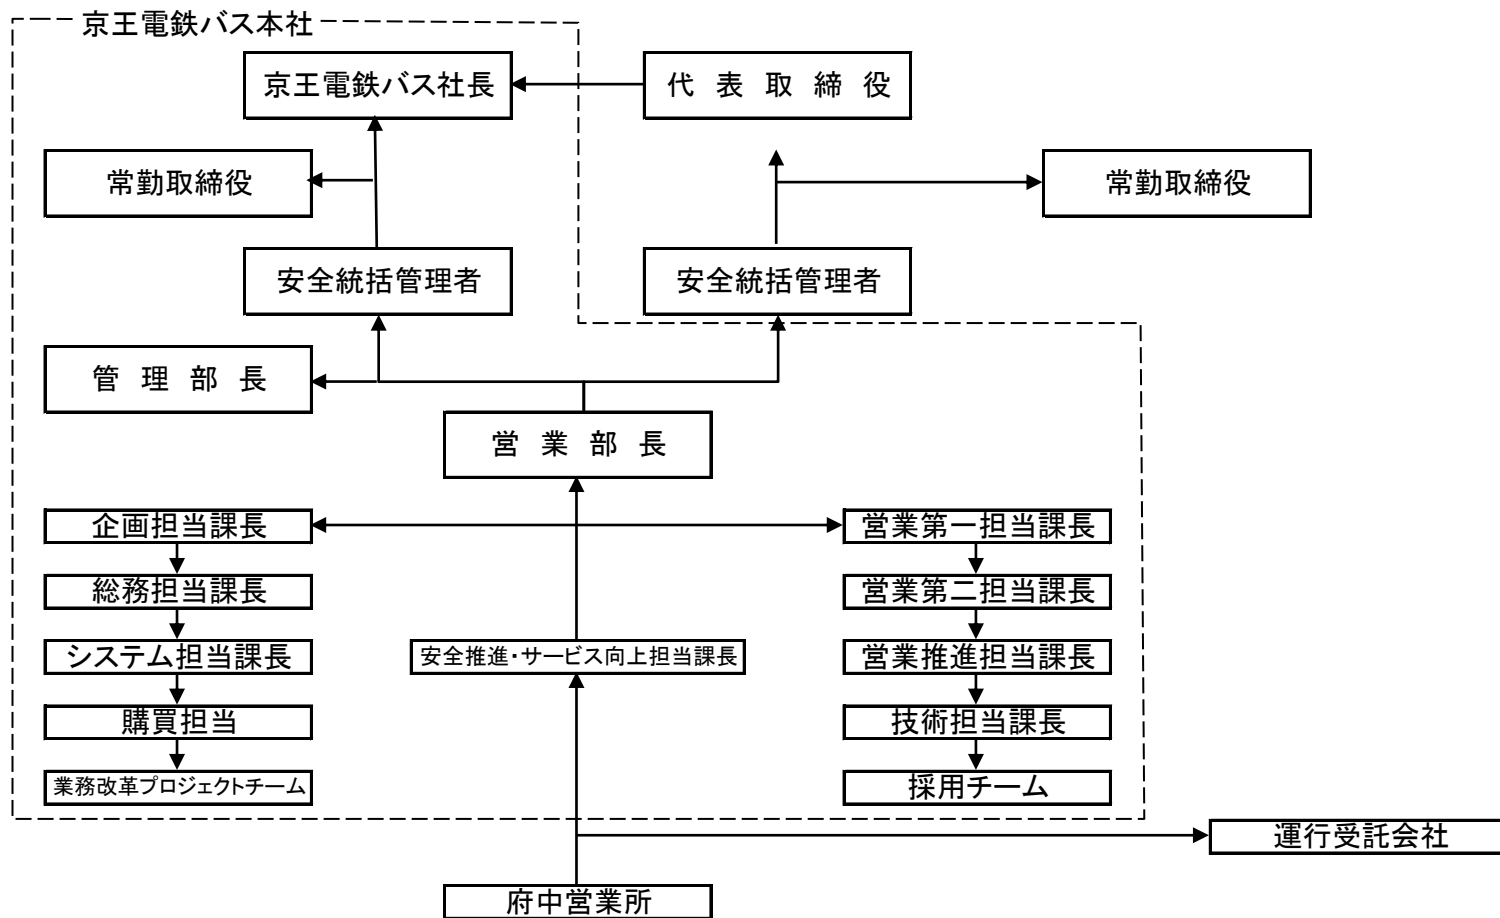 京王電鉄バス本社
京王電鉄バス社長
代表取締役
常勤取締役
常勤取締役
安全統括管理者
安全統括管理者
管理部長
営業部長
企画担当課長
営業第一担当課長
総務担当課長
営業第二担当課長
システム担当課長
安全推進・サービス向上担当課長
営業推進担当課長
購買担当
技術担当課長
業務改革プロジェクトチーム
採用チーム
運行受託会社
府中営業所